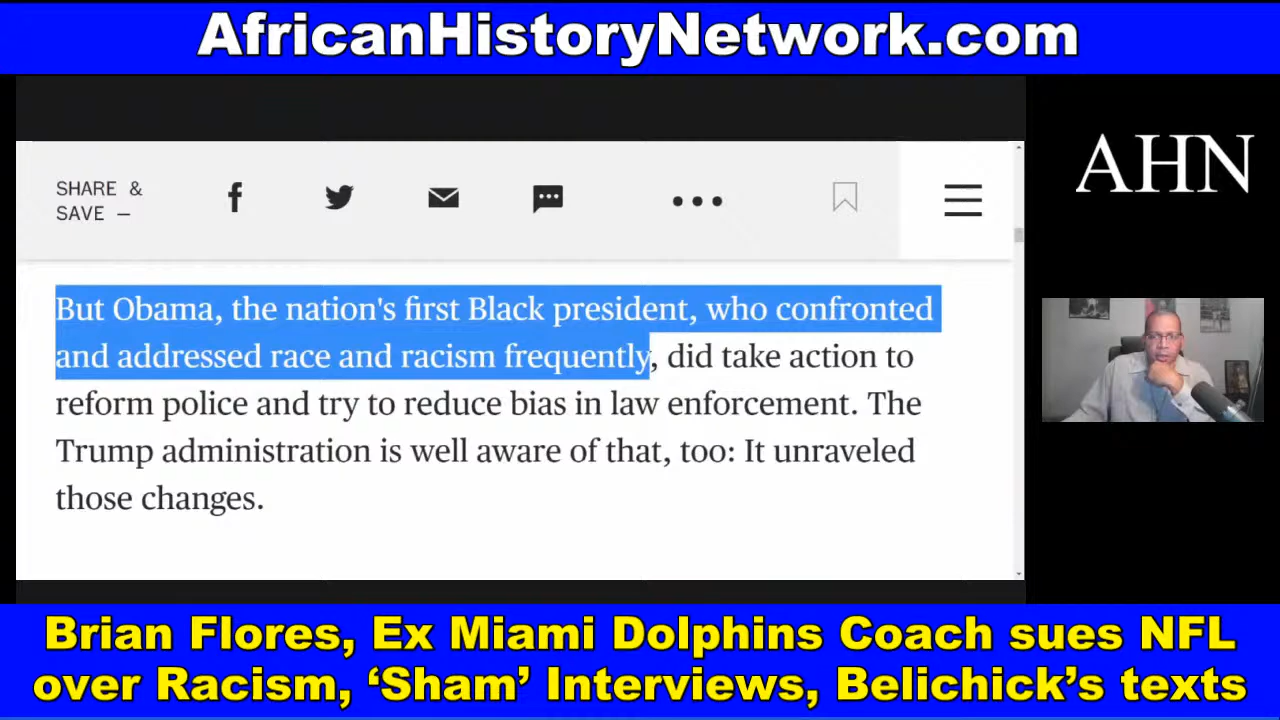 AfricanHistoryNetwork.com
AHN
SHARE &
SAVE –
But Obama, the nation's first Black president, who confronted
and addressed race and racism frequently, did take action to
reform police and try to reduce bias in law enforcement. The
Trump administration is well aware of that, too: It unraveled
those changes.
Brian Flores, Ex Miami Dolphins Coach sues NFL
over Racism, ‘Sham’ Interviews, Belichick’s texts